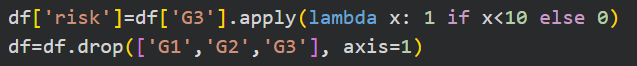 df['risk']=df['G3'].apply(lambda x: 1 if x<10 else 0)
df=df.drop(['G1','G2','G3'], axis=1)